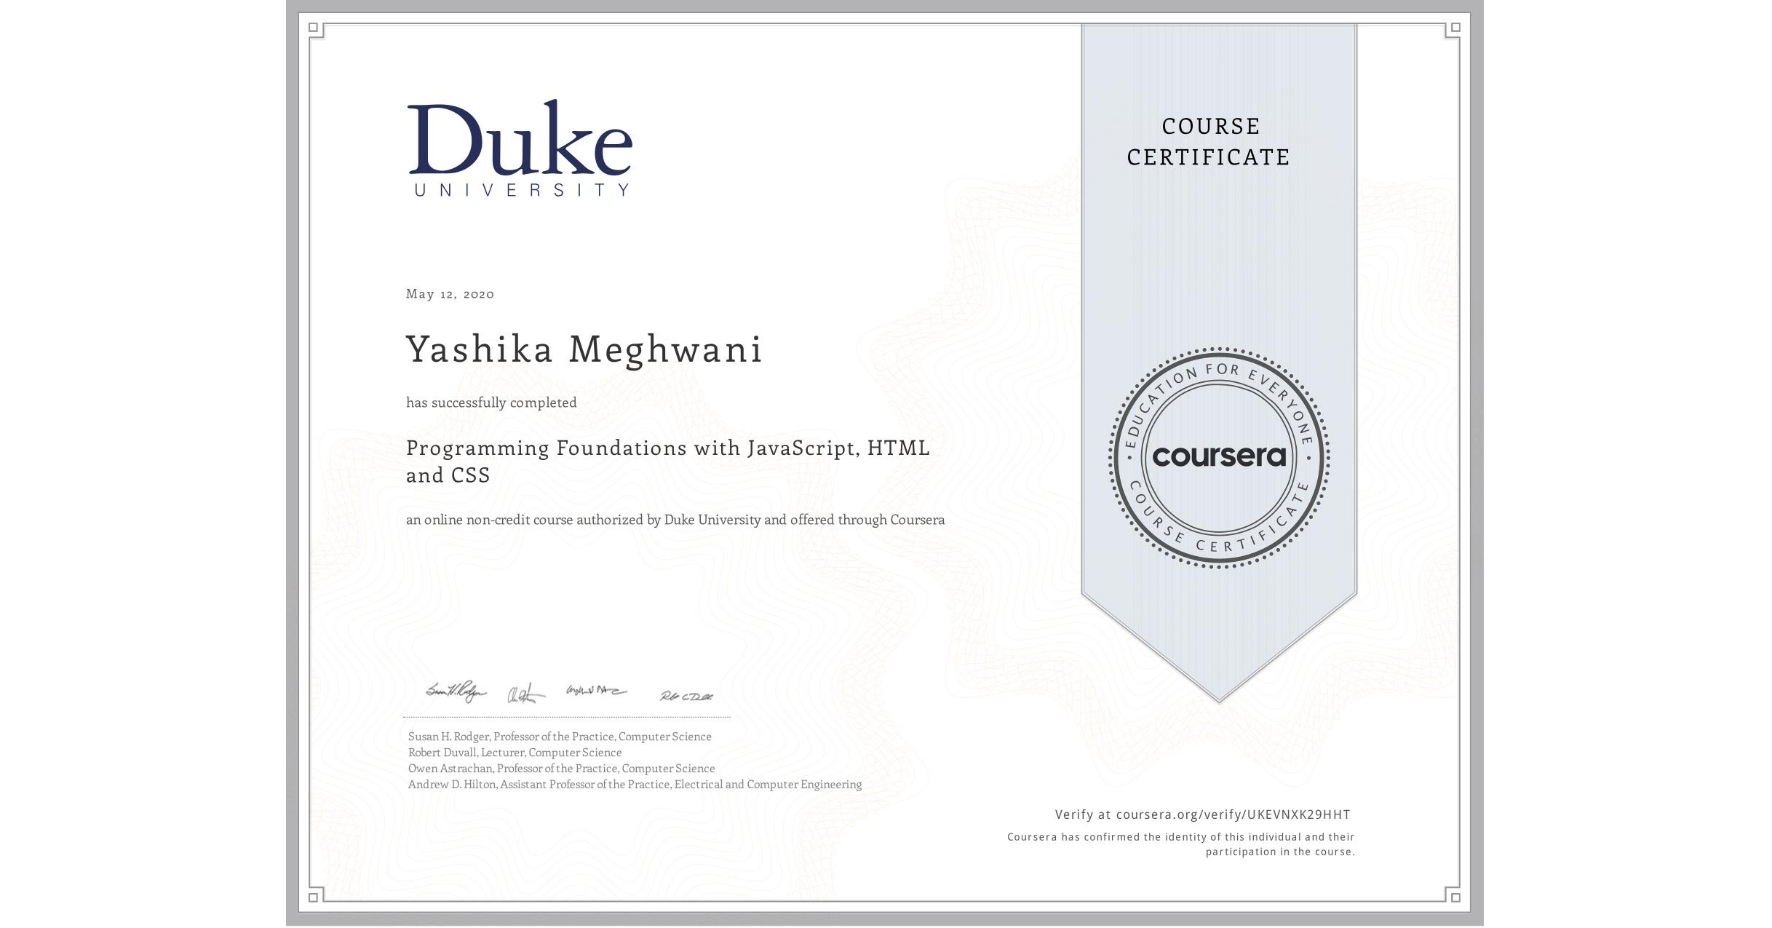 Duke
UNIVERSITY
COURSE
CERTIFICATE
May 12, 2020
Yashika Meghwani
has successfully completed
Programming Foundations with JavaScript, HTML
and CSS
an online non-credit course authorized by Duke University and offered through Coursera
EDUCATION FOR EVERYONE
coursera
COURSE CERTIFICATE
Susan H. Rodger, Professor of the Practice, Computer Science
Robert Duvall, Lecturer, Computer Science
Owen Astrachan, Professor of the Practice, Computer Science
Andrew D. Hilton, Assistant Professor of the Practice, Electrical and Computer Engineering
Verify at coursera.org/verify/UKEVNXK29HHT
Coursera has confirmed the identity of this individual and their
participation in the course.